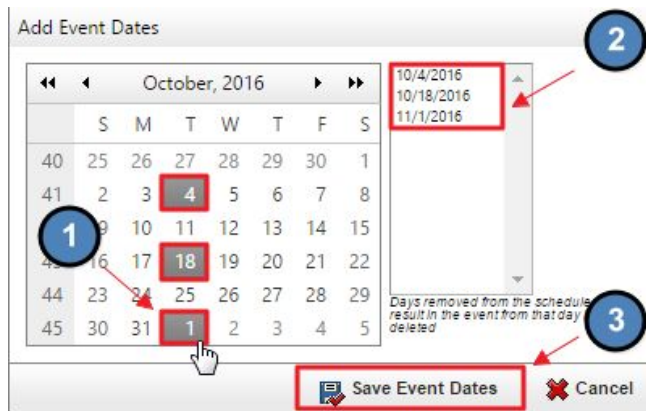 Add Event Dates
2
October, 2016
10/4/2016
10/18/2016
11/1/2016
S M T W T F S
40 25 26 27 28 29 30 1
41 2 3 4 5 6 7 8
1
9 10 11 12 13 14 15
16 17 18 19 20 21 22
44 23 24 25 26 27 28 29
45 30 31 1 2 3 4 5
Days removed from the schedule
result in the event from that day
deleted
3
Save Event Dates
Cancel